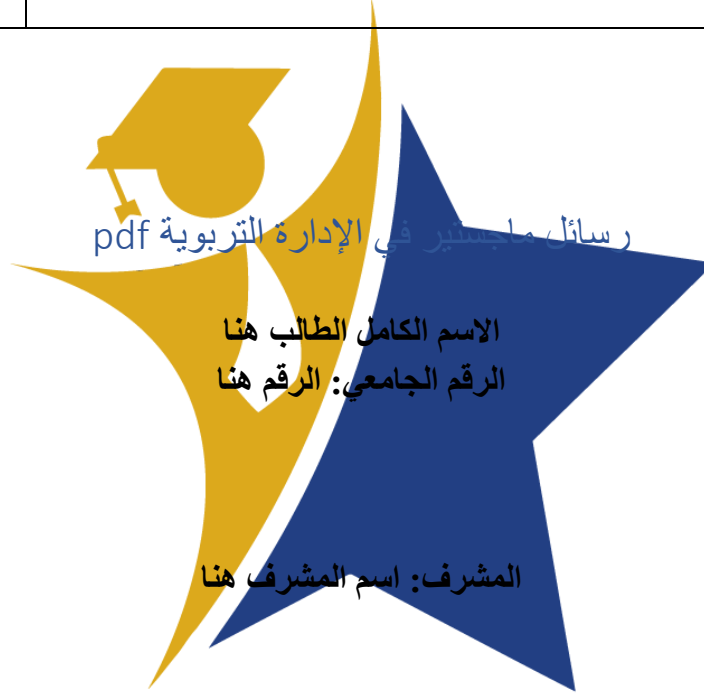 رسائل ماجستير في الإدارة التربوية pdf
الاسم الكامل الطالب هنا
الرقم الجامعي: الرقم هنا
المشرف: اسم المشرف هنا